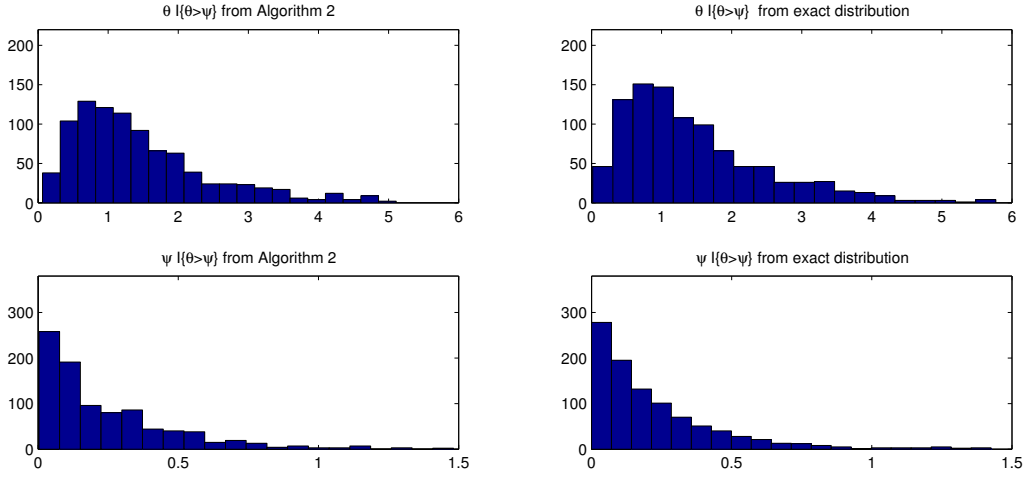 θ |{θ>ψ} from Algorithm 2
200
150
100
50
0
0 1 2 3 4 5 6
θ |{θ>ψ} from exact distribution
200
150
100
50
0
0 1 2 3 4 5 6
ψ |{θ>ψ} from Algorithm 2
300
200
100
0
0 0.5 1 1.5
ψ |{θ>ψ} from exact distribution
300
200
100
0
0 0.5 1 1.5